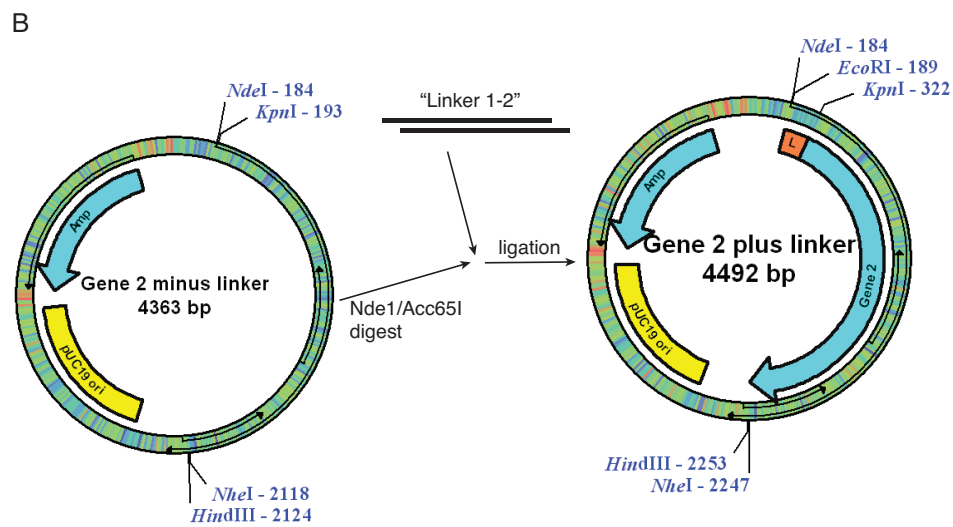 B
NdeI - 184
KpnI - 193
Amp
Gene 2 minus linker
4363 bp
pUC19 ori
NheI - 2118
HindIII - 2124
“Linker 1-2”
ligation
Nde1/Acc65I
digest
NdeI - 184
EcoRI - 189
KpnI - 322
L
Amp
Gene 2 plus linker
4492 bp
Gene 2
pUC19 ori
HindIII - 2253
NheI - 2247